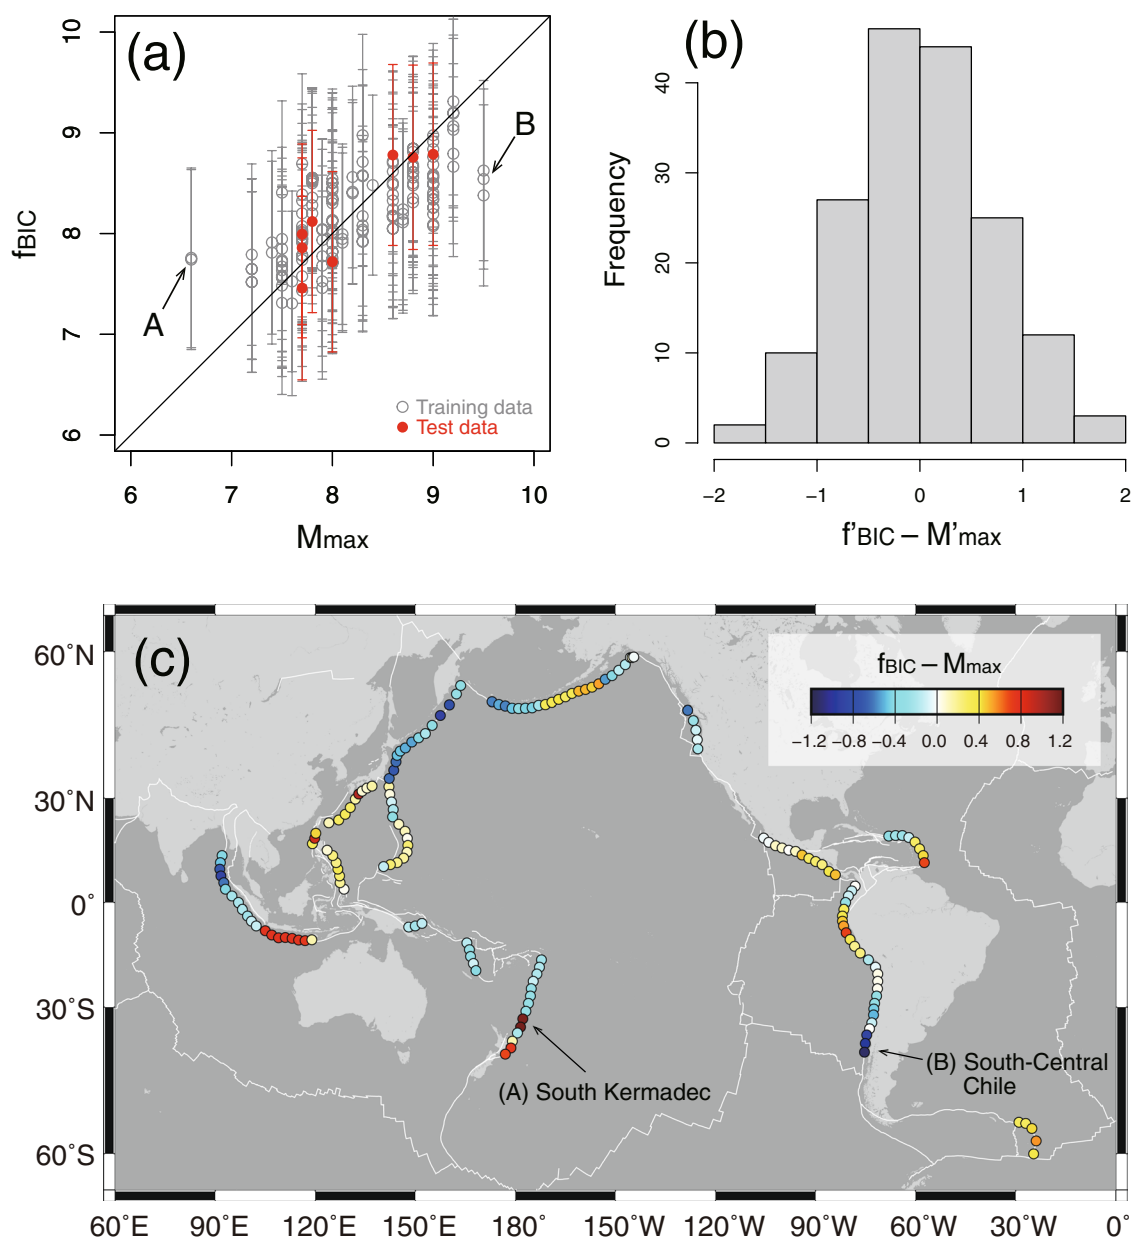 (a)
10
9
8
7
6
fBIC
A
B
Training data
Test data
6 7 8 9 10
Mmax
(b)
40
30
20
10
0
Frequency
−2 −1 0 1 2
f'BIC – M'max
(c)
fBIC – Mmax
−1.2 −0.8 −0.4 0.0 0.4 0.8 1.2
60˚N
30˚N
0˚
30˚S
60˚S
(A) South Kermadec
(B) South-Central
Chile
60˚E 90˚E 120˚E 150˚E 180˚ 150˚W 120˚W 90˚W 60˚W 30˚W 0˚